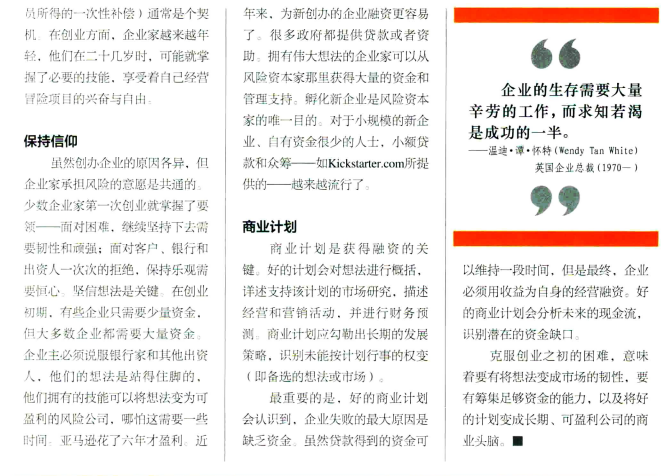 员所得的一次性补偿）通常是个契
机。在创业方面，企业家越来越年
轻，他们在二十几岁时，可能就掌
握了必要的技能，享受着自己经营
冒险项目的兴奋与自由。
保持信仰
虽然创办企业的原因各异，但
企业家承担风险的意愿是共通的。
少数企业家第一次创业就掌握了要
领——面对困难，继续坚持下去需
要韧性和顽强；面对客户、银行和
出资人一次次的拒绝，保持乐观需
要恒心。坚信想法是关键。在创业
初期，有些企业只需要少量资金，
但大多数企业都需要大量资金。
企业主必须说服银行家和其他出资
人，他们的想法是站得住脚的，
他们拥有的技能可以将想法变为可
盈利的风险公司，哪怕这需要一些
时间。亚马逊花了六年才盈利。近
年来，为新创办的企业融资更容易
了。很多政府都提供贷款或者资
助。拥有伟大想法的企业家可以从
风险资本家那里获得大量的资金和
管理支持。孵化新企业是风险资本
家的唯一目的。对于小规模的新企
业、自有资金很少的人士，小额贷
款和众筹——如Kickstarter.com所提
供的——越来越流行了。
商业计划
商业计划是获得融资的关
键。好的计划会对想法进行概括，
详述支持该计划的市场研究，描述
经营和营销活动，并进行财务预
测。商业计划应勾勒出长期的发展
策略，识别未能按计划行事的权变
（即备选的想法或市场）。
最重要的是，好的商业计划
会认识到，企业失败的最大原因是
缺乏资金。虽然贷款得到的资金可
“
企业的生存需要大量
辛劳的工作，而求知若渴
是成功的一半。
——温迪·谭·怀特(Wendy Tan White)
英国企业总裁(1970—)
”
以维持一段时间，但是最终，企业
必须用收益为自身的经营融资。好
的商业计划会分析未来的现金流，
识别潜在的资金缺口。
克服创业之初的困难，意味
着要有将想法变成市场的韧性，要
有筹集足够资金的能力，以及将好
的计划变成长期、可盈利公司的商
业头脑。■